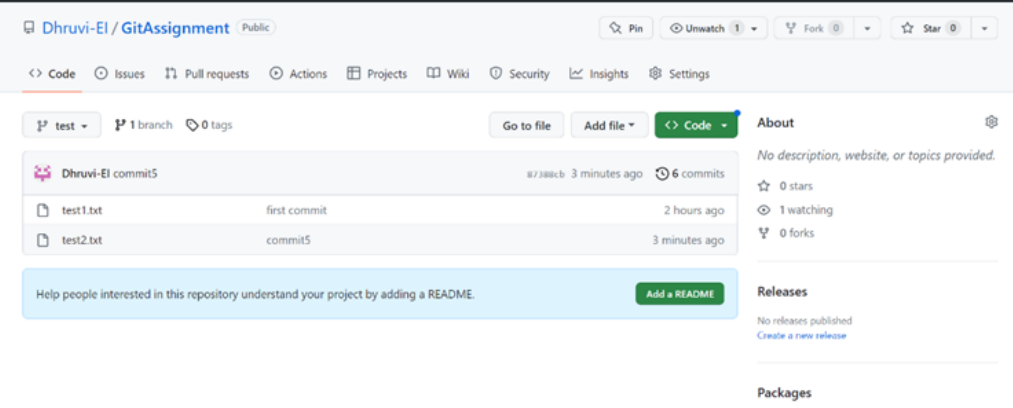 Dhruvi-EI / GitAssignment Public Pin Unwatch 1 Fork 0 Star 0
Code Issues Pull requests Actions Projects Wiki Security Insights Settings
test 1 branch 0 tags Go to file Add file Code
Dhruvi-EI commit5 87388cb 3 minutes ago 6 commits
test1.txt first commit 2 hours ago
test2.txt commit5 3 minutes ago
Help people interested in this repository understand your project by adding a README. Add a README
About
No description, website, or topics provided.
0 stars
1 watching
0 forks
Releases
No releases published
Create a new release
Packages